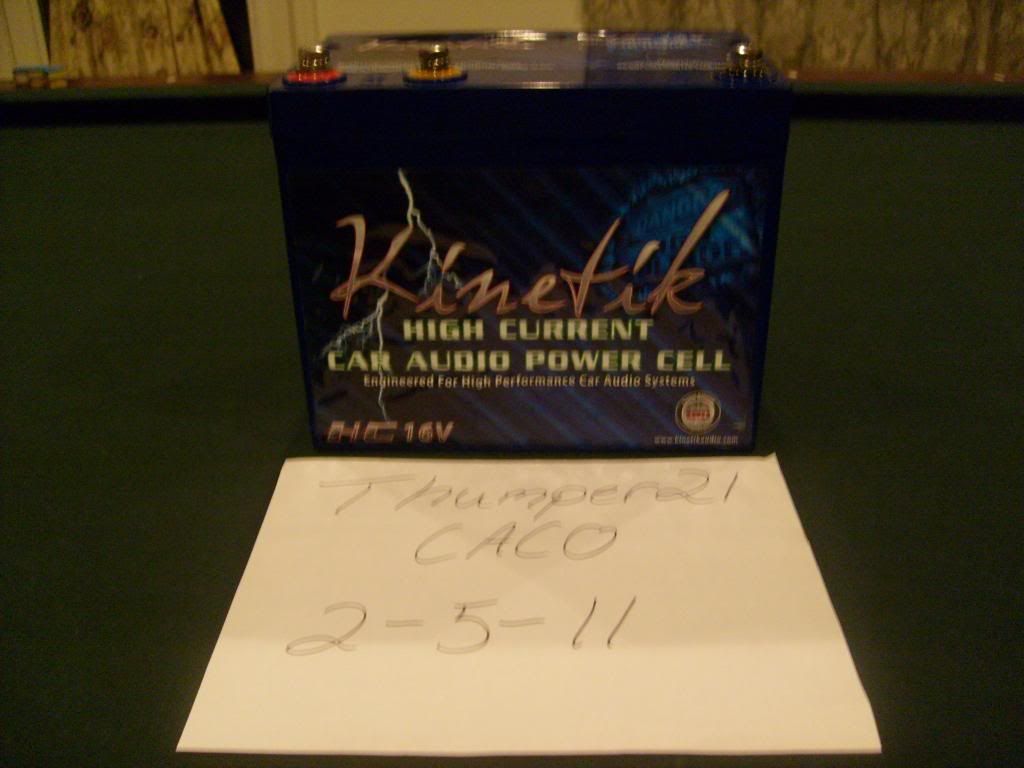 Kinetik
HIGH CURRENT
CAR AUDIO POWER CELL
Engineered For High Performance Car Audio Systems
HC 16V
www.kinetikaudio.com
Thumper21
CACO
2-5-11